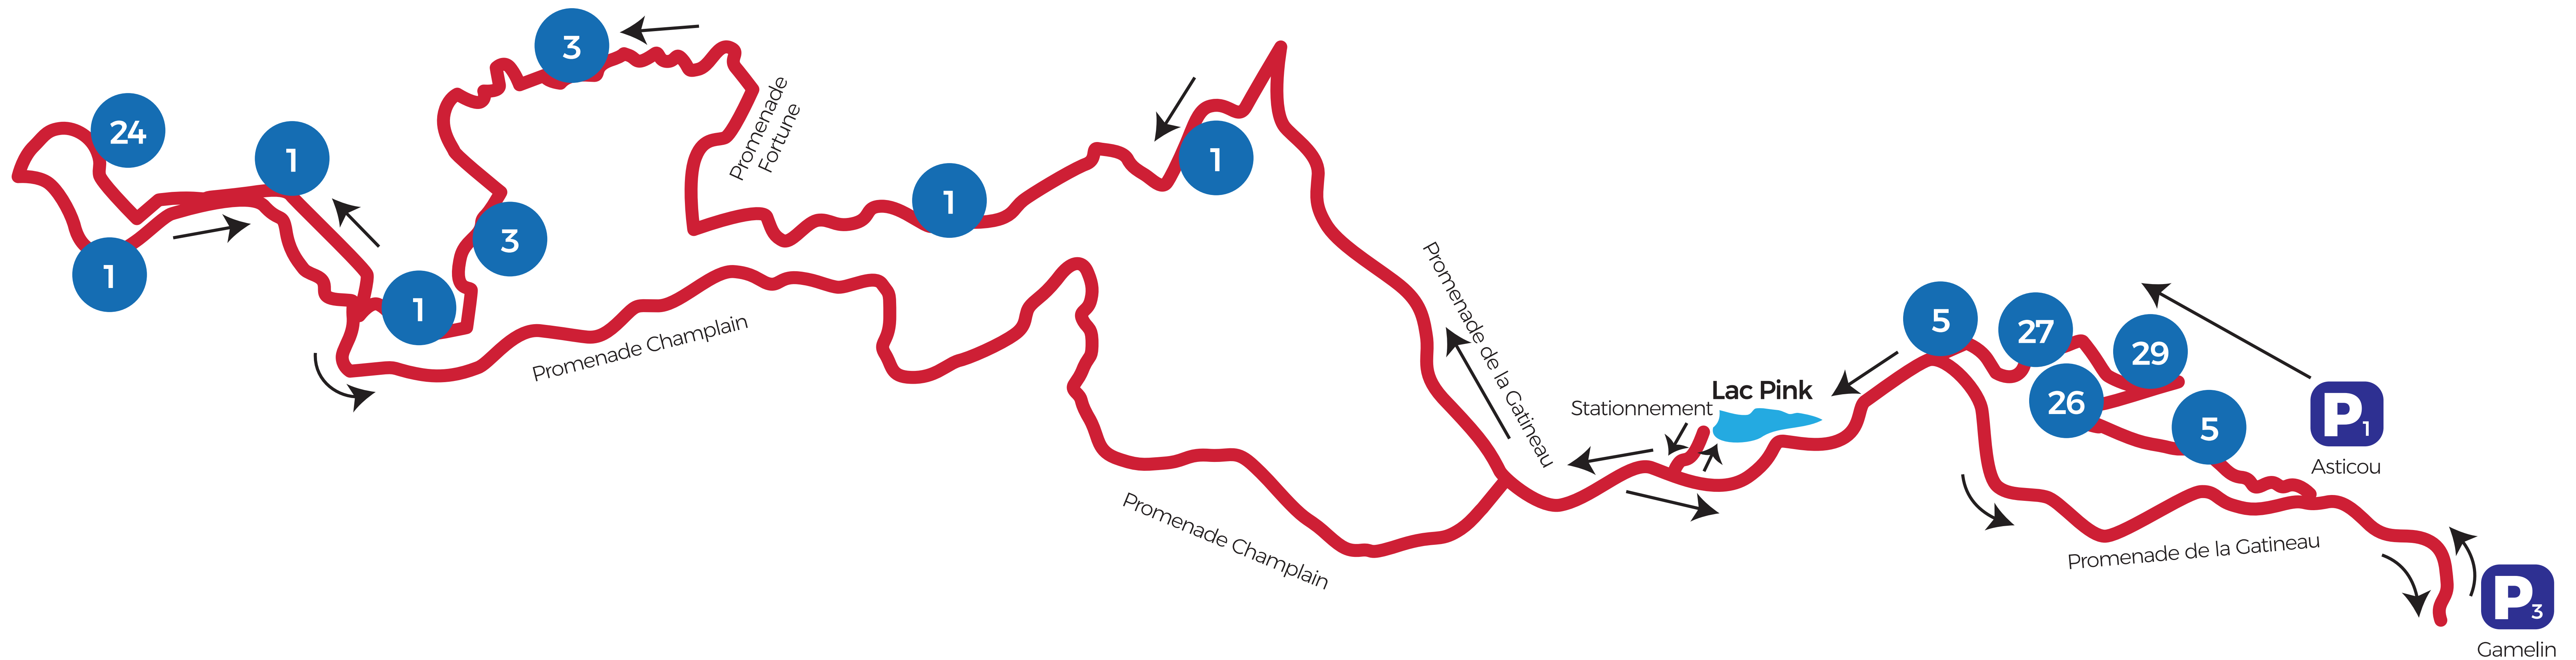 3
24
1
Promenade
Fortune
1
1
3
1
1
Promenade Champlain
Promenade de la Gatineau
5
27
29
Lac Pink
Stationnement
26
5
P1
Asticou
Promenade Champlain
Promenade de la Gatineau
P3
Gamelin